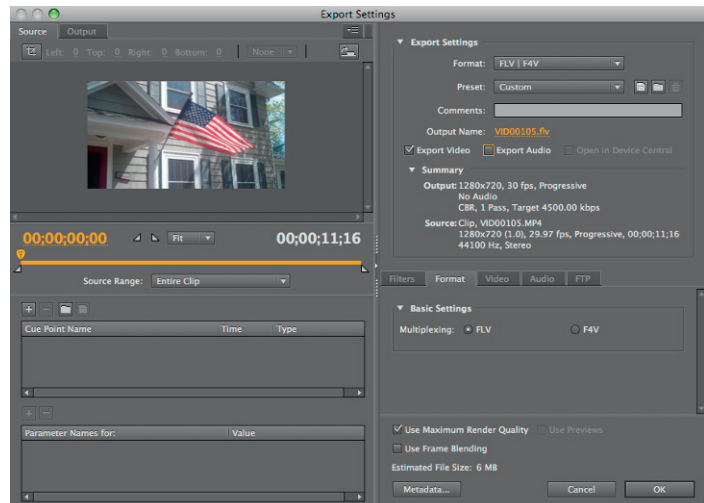 Export Settings
Source Output
Left: 0 Top: 0 Right: 0 Bottom: 0 None
00;00;00;00 Fit 00;00;11;16
Source Range: Entire Clip
Cue Point Name Time Type
Parameter Names for: Value
Export Settings
Format: FLV | F4V
Preset: Custom
Comments:
Output Name: VID00105.flv
Export Video Export Audio Open in Device Central
Summary
Output: 1280x720, 30 fps, Progressive
No Audio
CBR, 1 Pass, Target 4500.00 kbps
Source: Clip, VID00105.MP4
1280x720 (1.0), 29.97 fps, Progressive, 00;00;11;16
44100 Hz, Stereo
Filters Format Video Audio FTP
Basic Settings
Multiplexing: FLV F4V
Use Maximum Render Quality Use Previews
Use Frame Blending
Estimated File Size: 6 MB
Metadata... Cancel OK